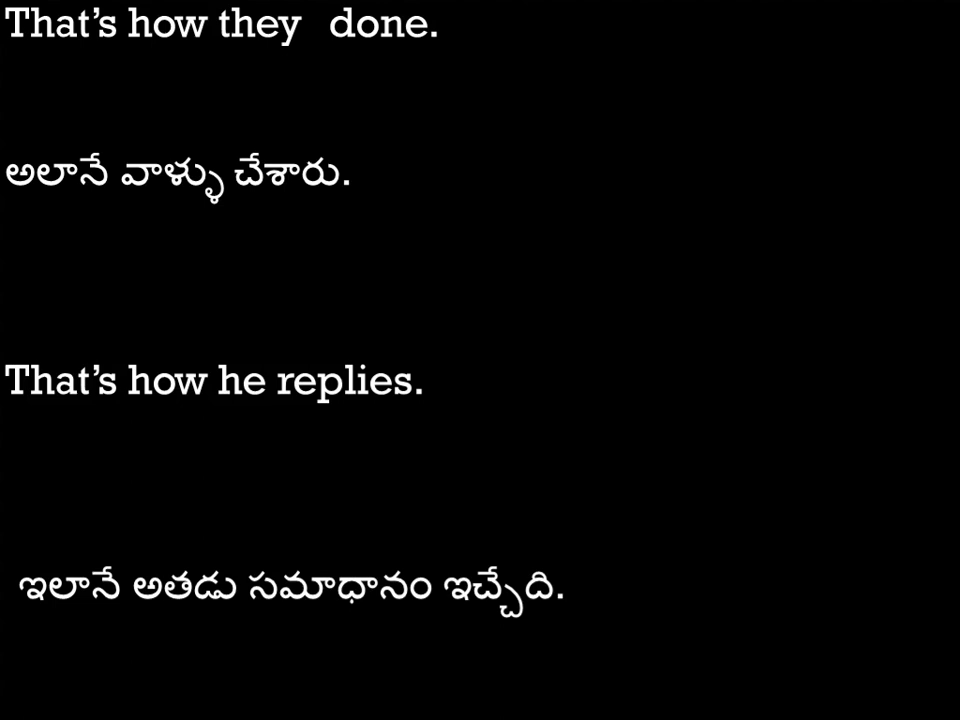 That’s how they done.
అలానే వాళ్ళు చేశారు.
That’s how he replies.
ఇలానే అతడు సమాధానం ఇచ్చేది.